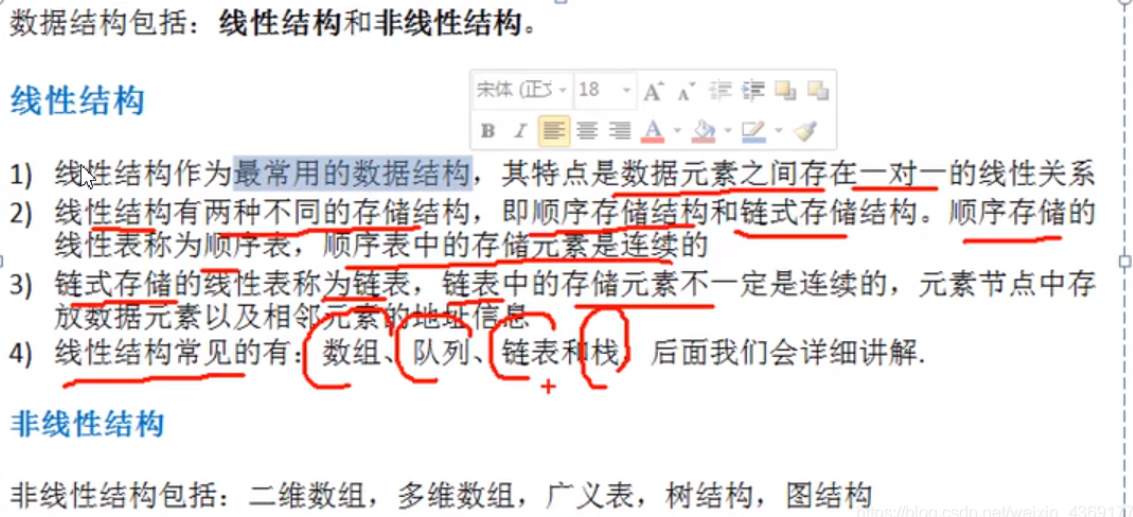 数据结构包括：线性结构和非线性结构。
线性结构
宋体 (正文 18
1) 线性结构作为最常用的数据结构，其特点是数据元素之间存在一对一的线性关系
2) 线性结构有两种不同的存储结构，即顺序存储结构和链式存储结构。顺序存储的
线性表称为顺序表，顺序表中的存储元素是连续的
3) 链式存储的线性表称为链表，链表中的存储元素不一定是连续的，元素节点中存
放数据元素以及相邻元素的地址信息
4) 线性结构常见的有：数组、队列、链表和栈，后面我们会详细讲解.
非线性结构
非线性结构包括：二维数组，多维数组，广义表，树结构，图结构
https://blog.csdn.net/weixin_4369177